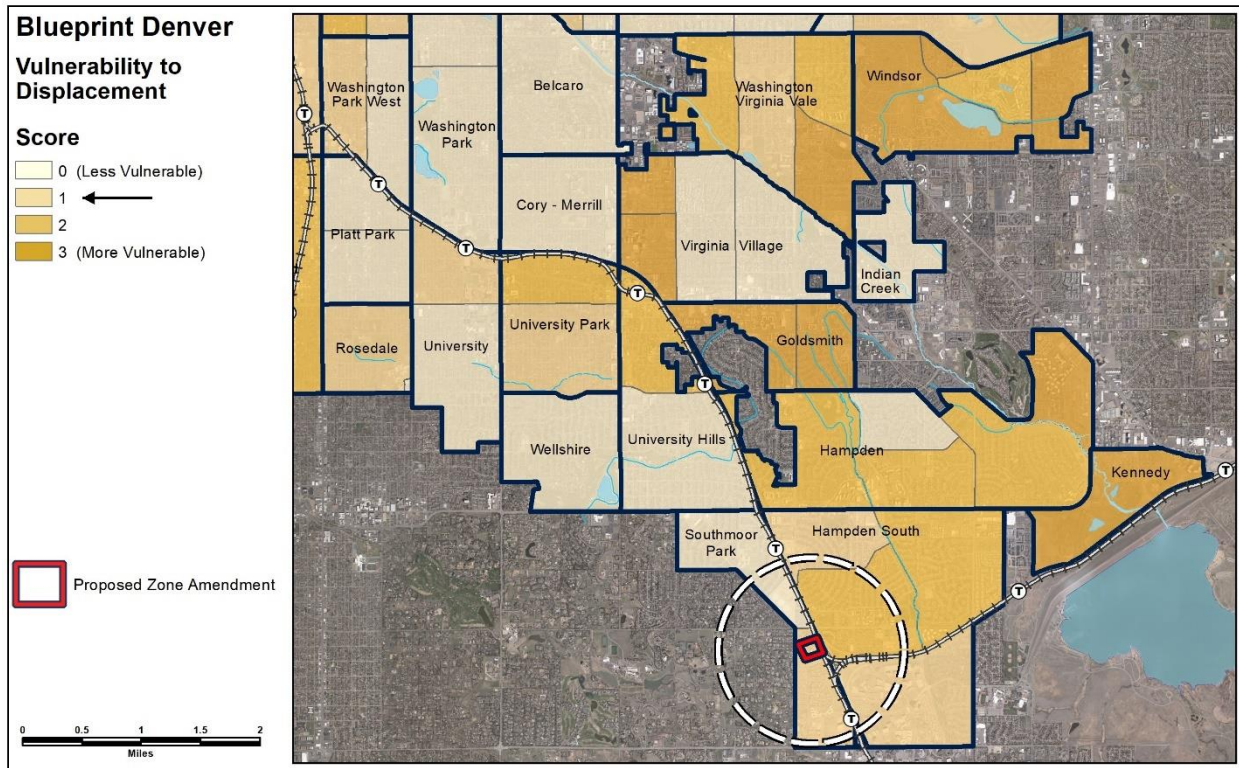 Blueprint Denver
Vulnerability to
Displacement
Score
0 (Less Vulnerable)
1
2
3 (More Vulnerable)
Proposed Zone Amendment
0 0.5 1 1.5 2
Miles
Washington
Park West
Washington
Park
Belcaro
Washington
Virginia Vale
Windsor
Platt Park
Cory - Merrill
Virginia Village
Indian
Creek
Rosedale
University
University Park
Goldsmith
Wellshire
University Hills
Hampden
Kennedy
Southmoor
Park
Hampden South
T
T
T
T
T
T
T
T
T